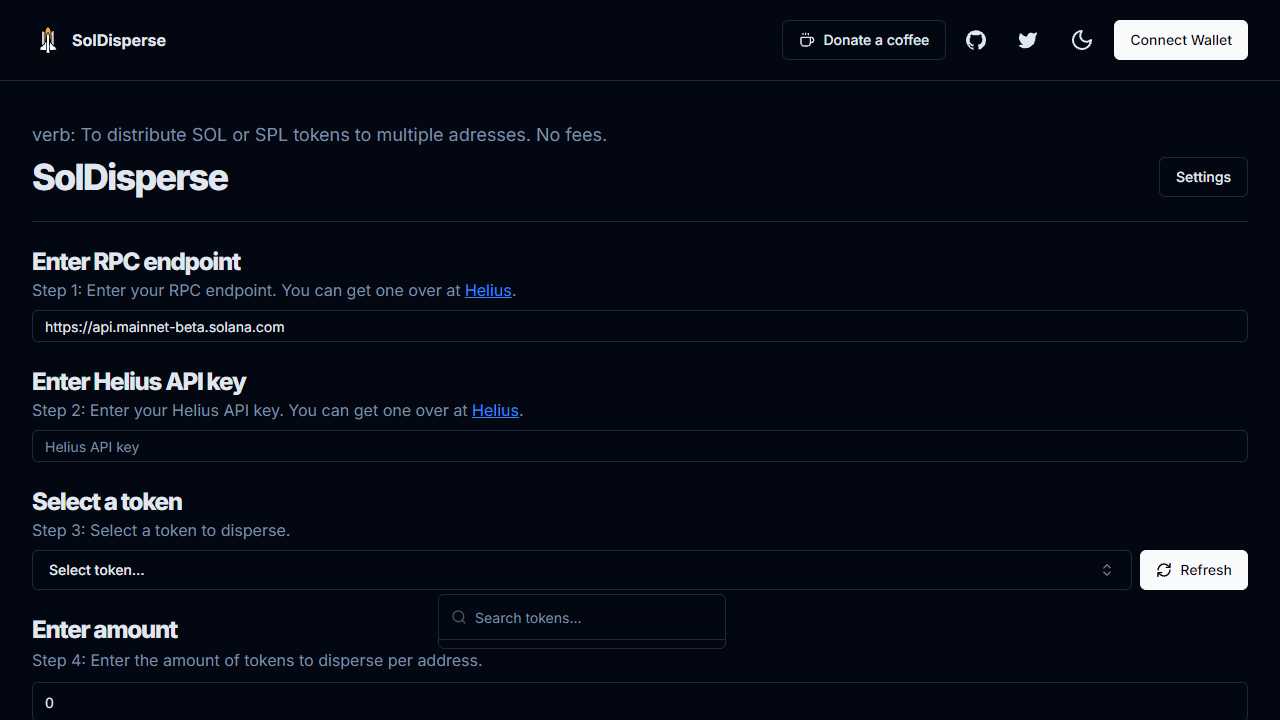 SolDisperse
Donate a coffee
Connect Wallet
verb: To distribute SOL or SPL tokens to multiple adresses. No fees.
SolDisperse
Settings
Enter RPC endpoint
Step 1: Enter your RPC endpoint. You can get one over at Helius.
https://api.mainnet-beta.solana.com
Enter Helius API key
Step 2: Enter your Helius API key. You can get one over at Helius.
Helius API key
Select a token
Step 3: Select a token to disperse.
Select token...
Refresh
Search tokens...
Enter amount
Step 4: Enter the amount of tokens to disperse per address.
0